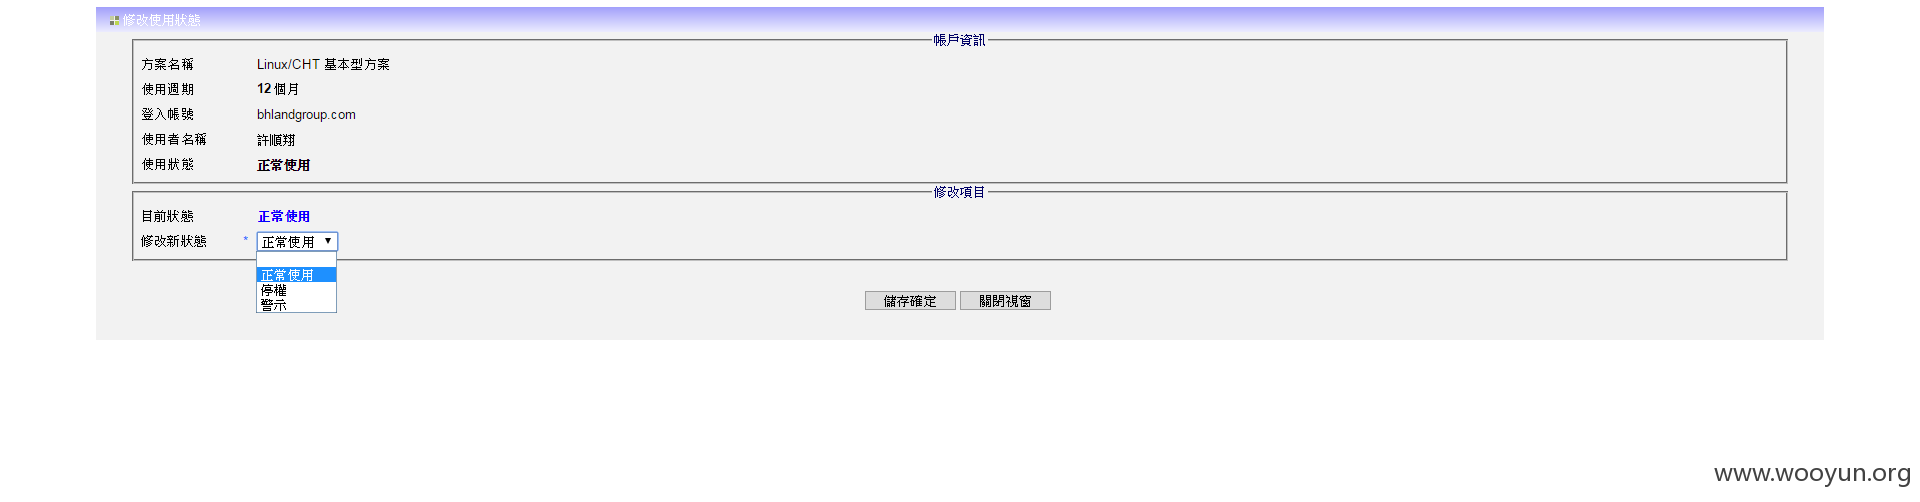 修改使用狀態
帳戶資訊
方案名稱 Linux/CHT 基本型方案
使用週期 12 個月
登入帳號 bhlandgroup.com
使用者名稱 許順翔
使用狀態 正常使用
修改項目
目前狀態 正常使用
修改新狀態 * 正常使用
正常使用
停權
警示
儲存確定 關閉視窗
www.wooyun.org